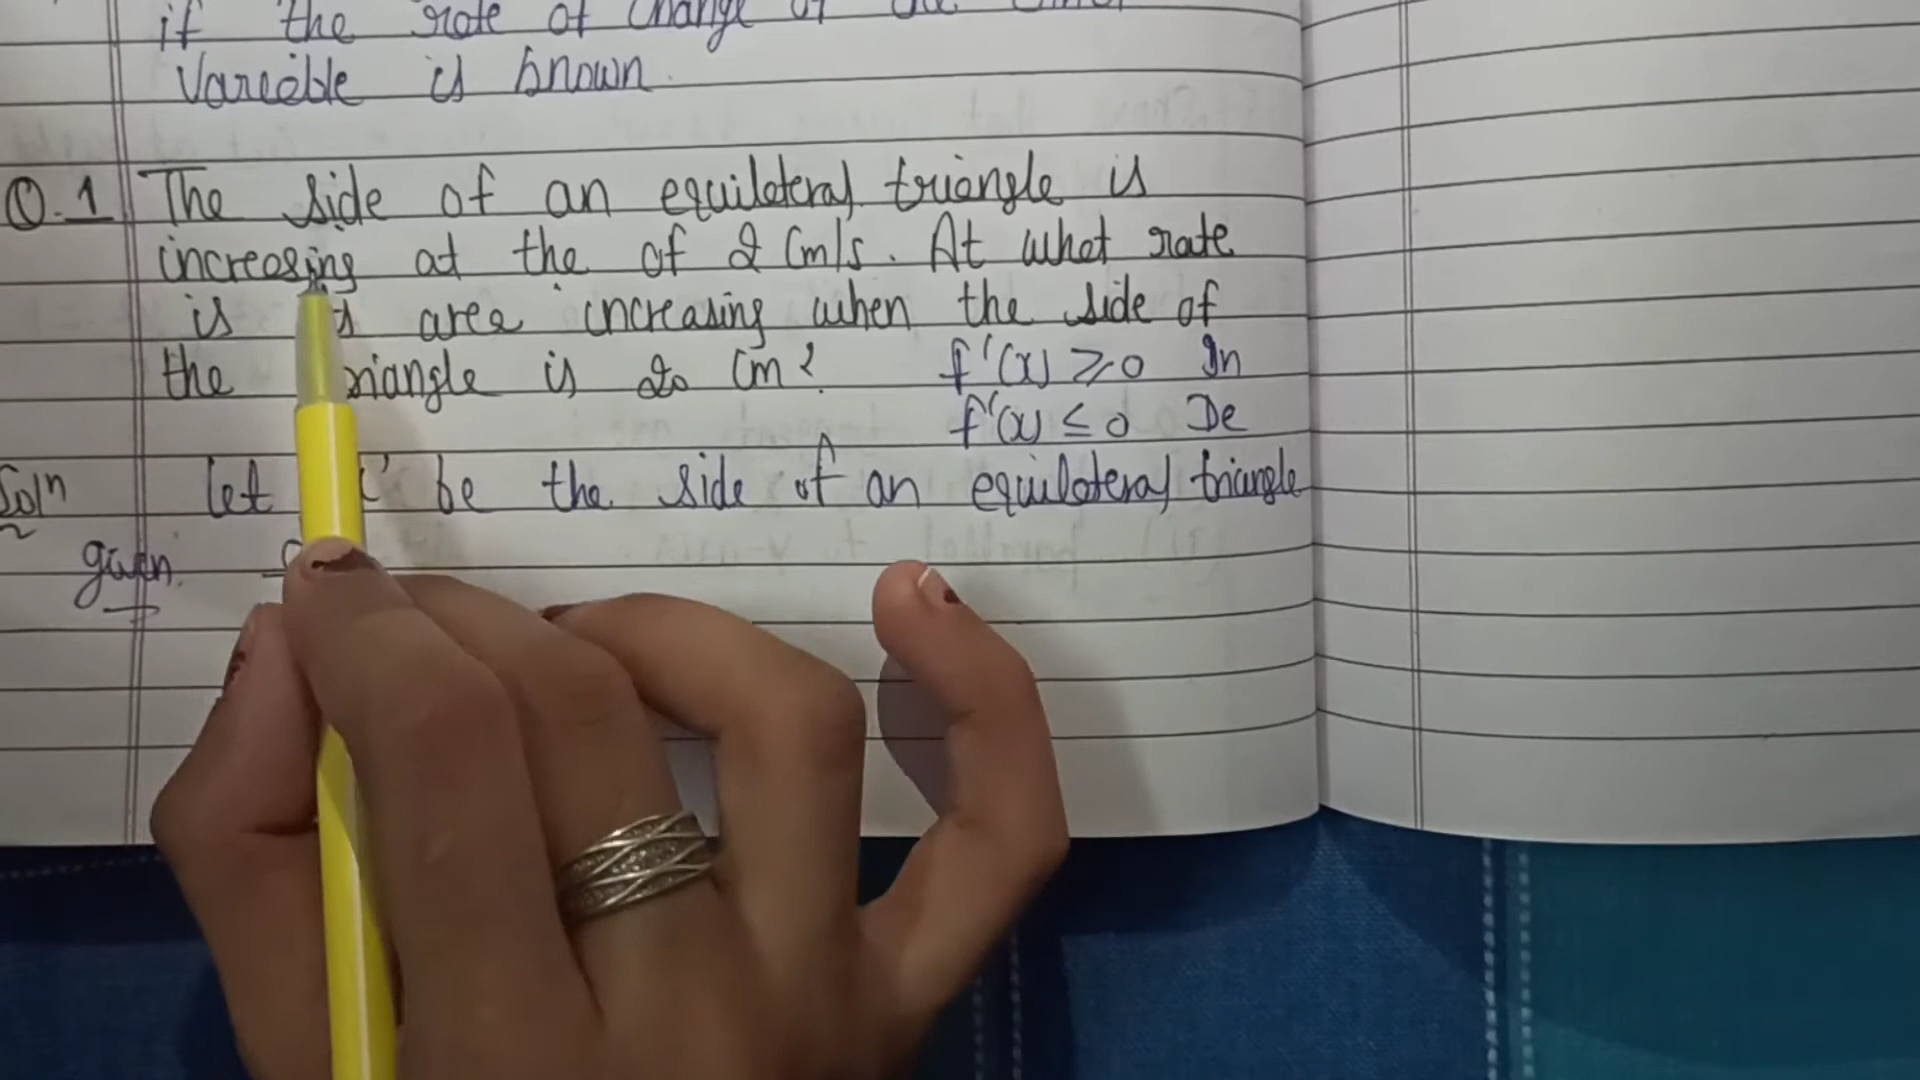 if the rate of change of
Variable is known
Q.1 The side of an equilateral triangle is
increasing at the of 2 cm/s. At what rate
is area increasing when the side of
the triangle is 20 cm?
f'(x) ≥ 0 In
f'(x) ≤ 0 De
Soln Let be the side of an equilateral triangle
given